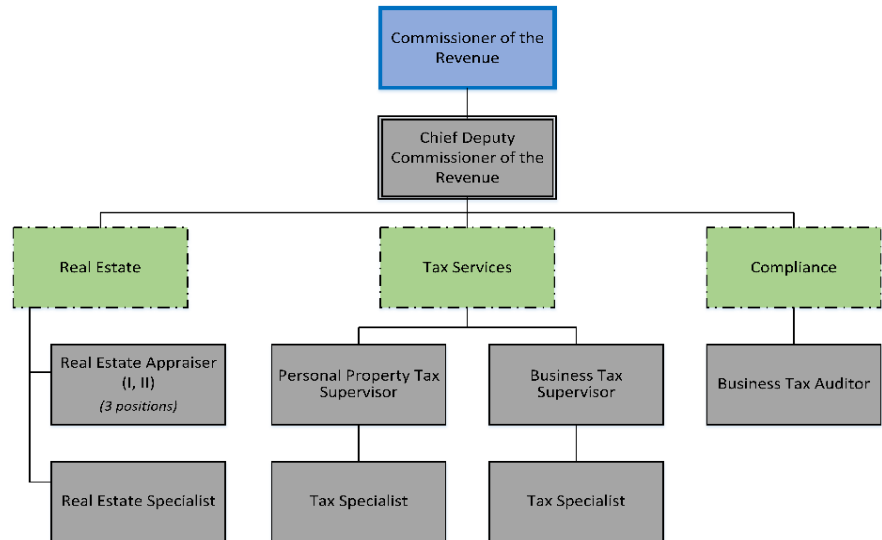 Commissioner of the
Revenue
Chief Deputy
Commissioner of the
Revenue
Real Estate
Tax Services
Compliance
Real Estate Appraiser
(I, II)
(3 positions)
Personal Property Tax
Supervisor
Business Tax
Supervisor
Business Tax Auditor
Real Estate Specialist
Tax Specialist
Tax Specialist